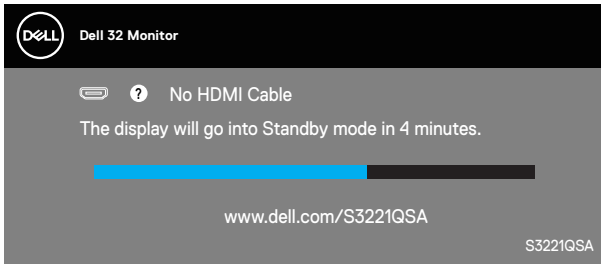 DELL
Dell 32 Monitor
? No HDMI Cable
The display will go into Standby mode in 4 minutes.
www.dell.com/S3221QSA
S3221QSA